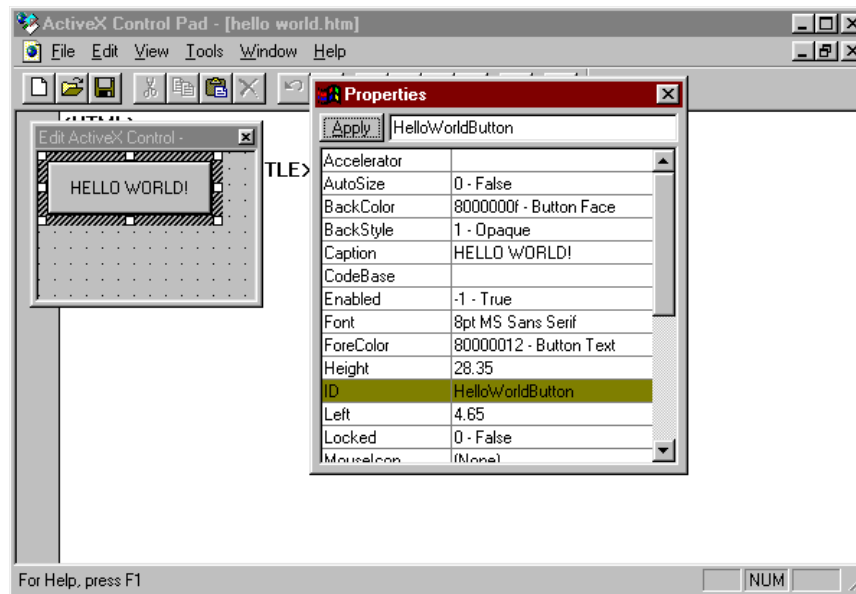 ActiveX Control Pad - [hello world.htm]
File Edit View Tools Window Help
Properties
Apply HelloWorldButton
<HTML>
Edit ActiveX Control -
TLE>
HELLO WORLD!
Accelerator
AutoSize 0 - False
BackColor 8000000f - Button Face
BackStyle 1 - Opaque
Caption HELLO WORLD!
CodeBase
Enabled -1 - True
Font 8pt MS Sans Serif
ForeColor 80000012 - Button Text
Height 28.35
ID HelloWorldButton
Left 4.65
Locked 0 - False
MouseIcon (None)
For Help, press F1 NUM